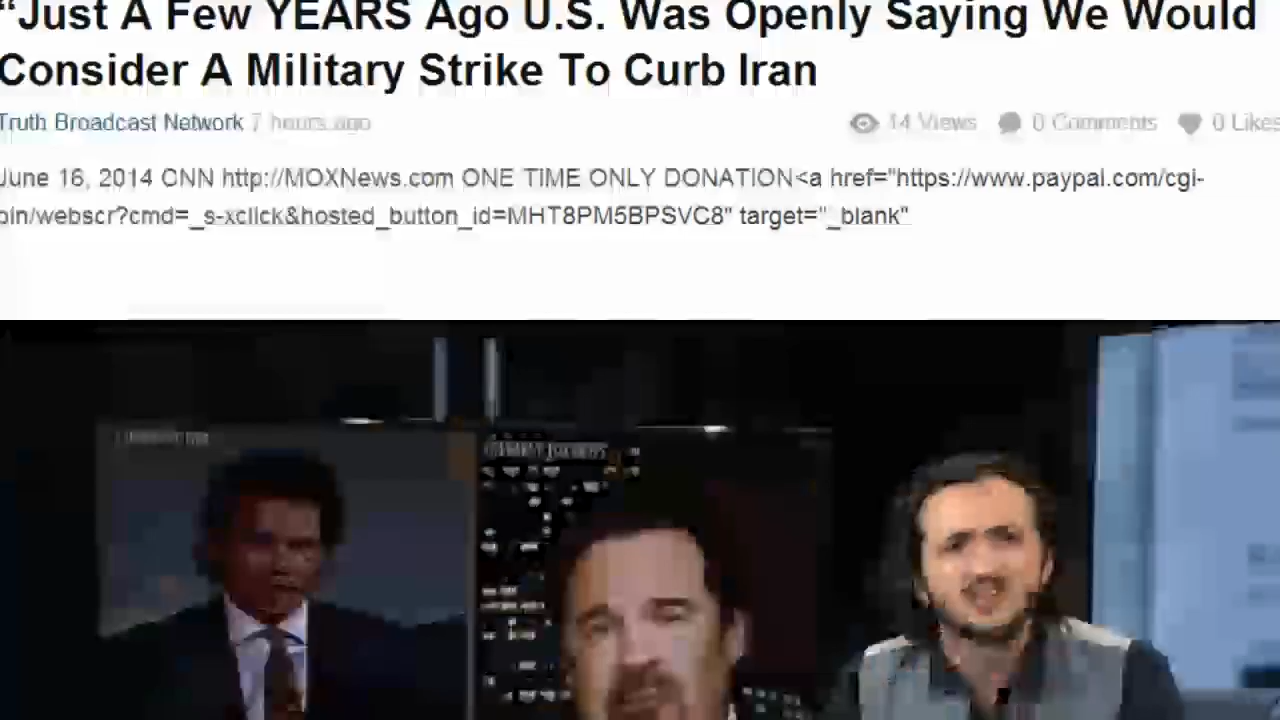 “Just A Few YEARS Ago U.S. Was Openly Saying We Would
Consider A Military Strike To Curb Iran
Truth Broadcast Network 7 hours ago 14 Views 0 Comments 0 Likes
June 16, 2014 CNN http://MOXNews.com ONE TIME ONLY DONATION<a href="https://www.paypal.com/cgi-
bin/webscr?cmd=_s-xclick&hosted_button_id=MHT8PM5BPSVC8" target="_blank"